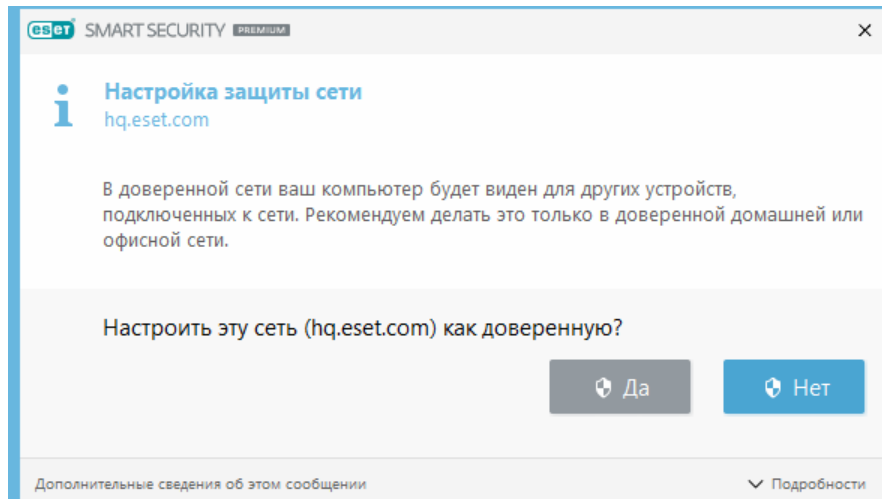 eset SMART SECURITY PREMIUM
Настройка защиты сети
hq.eset.com
В доверенной сети ваш компьютер будет виден для других устройств,
подключенных к сети. Рекомендуем делать это только в доверенной домашней или
офисной сети.
Настроить эту сеть (hq.eset.com) как доверенную?
Да
Нет
Дополнительные сведения об этом сообщении
Подробности